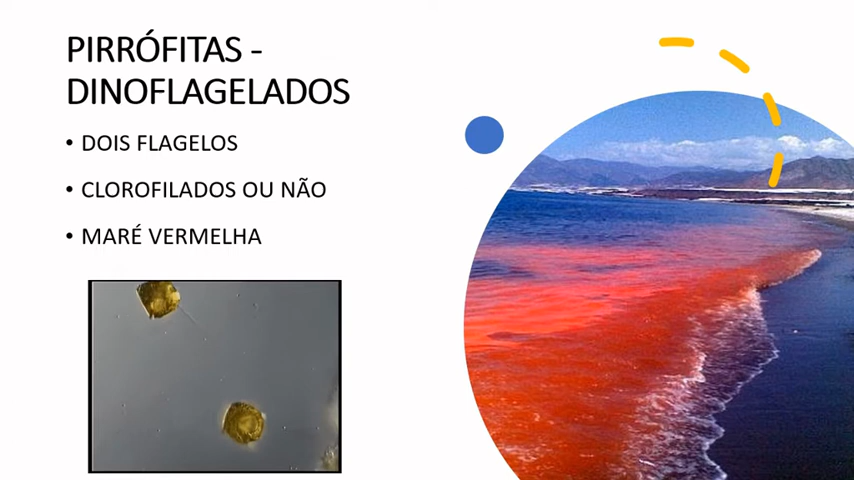 PIRRÓFITAS -
DINOFLAGELADOS
• DOIS FLAGELOS
• CLOROFILADOS OU NÃO
• MARÉ VERMELHA